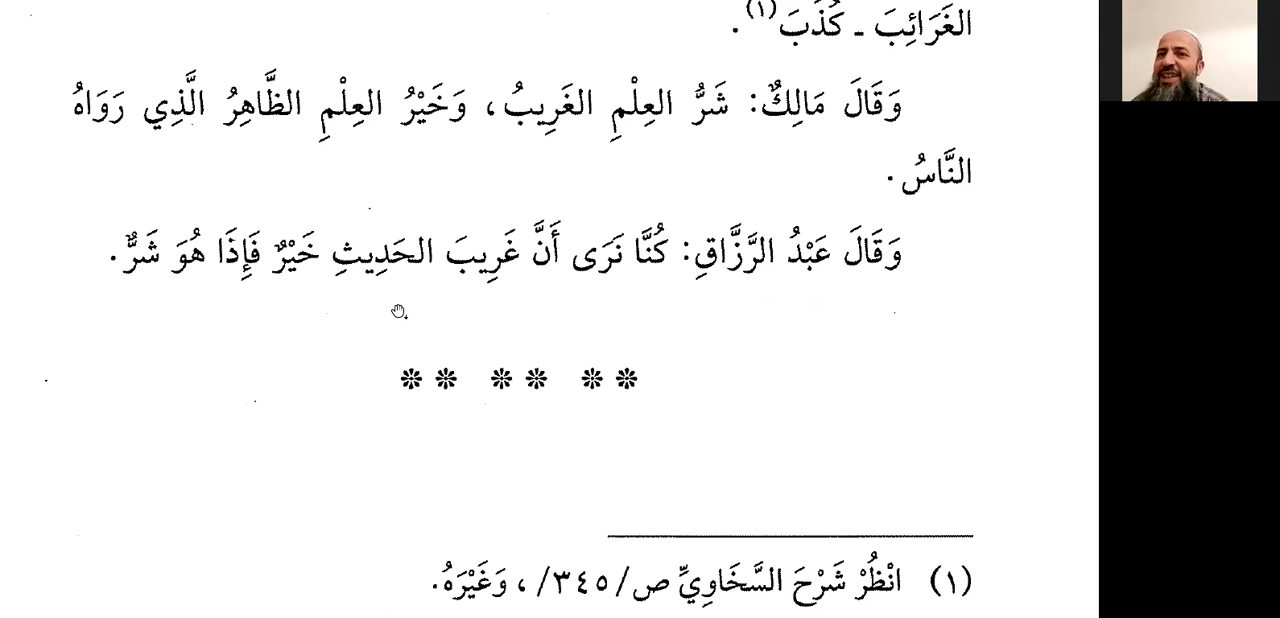 الغَرَائِبَ ـ كَذَبَ (١) .
وَقَالَ مَالِكٌ: شَرُّ العِلْمِ الغَرِيبُ، وَخَيْرُ العِلْمِ الظَّاهِرُ الَّذِي رَوَاهُ
النَّاسُ .
وَقَالَ عَبْدُ الرَّزَّاقِ: كُنَّا نَرَى أَنَّ غَرِيبَ الحَدِيثِ خَيْرٌ فَإِذَا هُوَ شَرٌّ .
(١) انْظُرْ شَرْحَ السَّخَاوِيِّ ص/٣٤٥/ ، وَغَيْرَهُ.